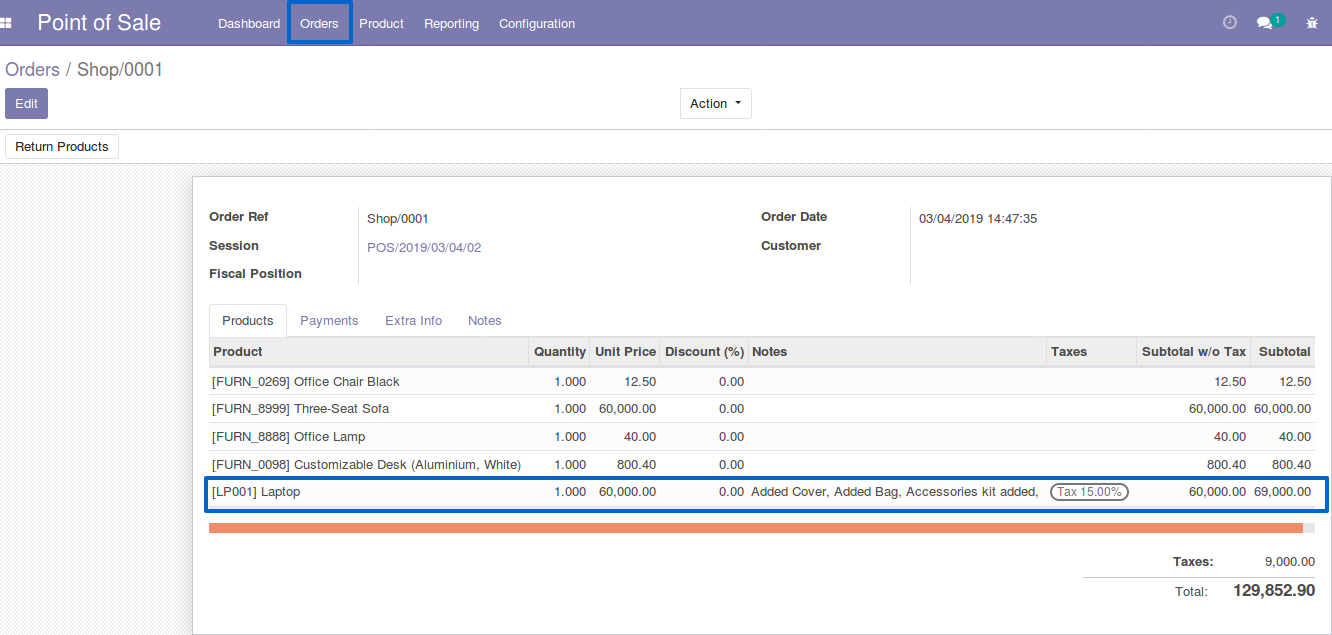 Point of Sale Dashboard Orders Product Reporting Configuration 1
Orders / Shop/0001
Edit Action
Return Products
Order Ref Shop/0001 Order Date 03/04/2019 14:47:35
Session POS/2019/03/04/02 Customer
Fiscal Position
Products Payments Extra Info Notes
Product Quantity Unit Price Discount (%) Notes Taxes Subtotal w/o Tax Subtotal
[FURN_0269] Office Chair Black 1.000 12.50 0.00 12.50 12.50
[FURN_8999] Three-Seat Sofa 1.000 60,000.00 0.00 60,000.00 60,000.00
[FURN_8888] Office Lamp 1.000 40.00 0.00 40.00 40.00
[FURN_0098] Customizable Desk (Aluminium, White) 1.000 800.40 0.00 800.40 800.40
[LP001] Laptop 1.000 60,000.00 0.00 Added Cover, Added Bag, Accessories kit added, Tax 15.00% 60,000.00 69,000.00
Taxes: 9,000.00
Total: 129,852.90